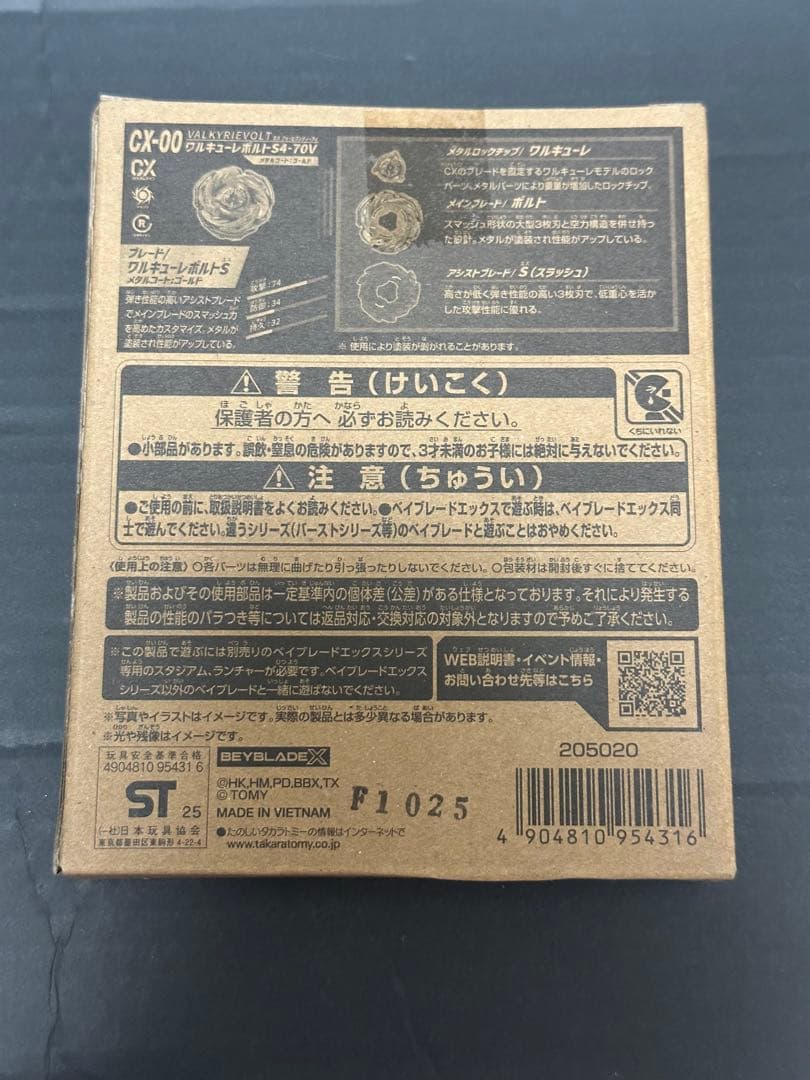 CX-00
VALKYRIEVOLT
ワルキューレボルトS4-70V
メタルコート:ゴールド
CX
R
ブレード/
ワルキューレボルトS
メタルコート:ゴールド
攻撃:74
防御:34
持久:32
弾き性能の高いアシストブレード
でメインブレードのスマッシュ力
を高めたカスタマイズ。メタルが
塗装され性能がアップしている。
メタルロックチップ/ ワルキューレ
CXのブレードを固定するワルキューレモデルのロック
パーツ。メタルパーツにより重量が増加したロックチップ。
メインブレード/ ボルト
スマッシュ形状の大型3枚刃と空力構造を併せ持っ
た設計。メタルが塗装され性能がアップしている。
アシストブレード/ S(スラッシュ)
高さが低く弾き性能の高い3枚刃で、低重心を活か
した攻撃性能に優れる。
※ 使用により塗装が剝がれることがあります。
⚠ 警告(けいこく)
保護者の方へ 必ずお読みください。
●小部品があります。誤飲・窒息の危険がありますので、3才未満のお子様には絶対に与えないでください。
くちにいれない
⚠ 注意(ちゅうい)
●ご使用の前に、取扱説明書をよくお読みください。●ベイブレードエックスで遊ぶ時は、ベイブレードエックス同
士で遊んでください。違うシリーズ(バーストシリーズ等)のベイブレードと遊ぶことはおやめください。
〈使用上の注意〉○各パーツは無理に曲げたり引っ張ったりしないでください。○包装材は開封後すぐに捨ててください。
※製品およびその使用部品は一定基準内の個体差(公差)がある仕様となっております。それにより発生する
製品の性能のバラつき等については返品対応・交換対応の対象外となりますので予めご了承ください。
※この製品で遊ぶには別売りのベイブレードエックスシリーズ
専用のスタジアム、ランチャーが必要です。ベイブレードエックス
シリーズ以外のベイブレードと一緒に遊ばないでください。
WEB説明書・イベント情報・
お問い合わせ先等はこちら
※写真やイラストはイメージです。実際の製品とは多少異なる場合があります。
※光や残像はイメージです。
玩具安全基準合格
4904810 95431 6
ST 25
(一社)日本玩具協会
東京都墨田区東駒形 4-22-4
BEYBLADE X
©HK,HM,PD,BBX,TX
© TOMY
MADE IN VIETNAM
F1025
●たのしいタカラトミーの情報はインターネットで
www.takaratomy.co.jp
205020
4 904810 954316